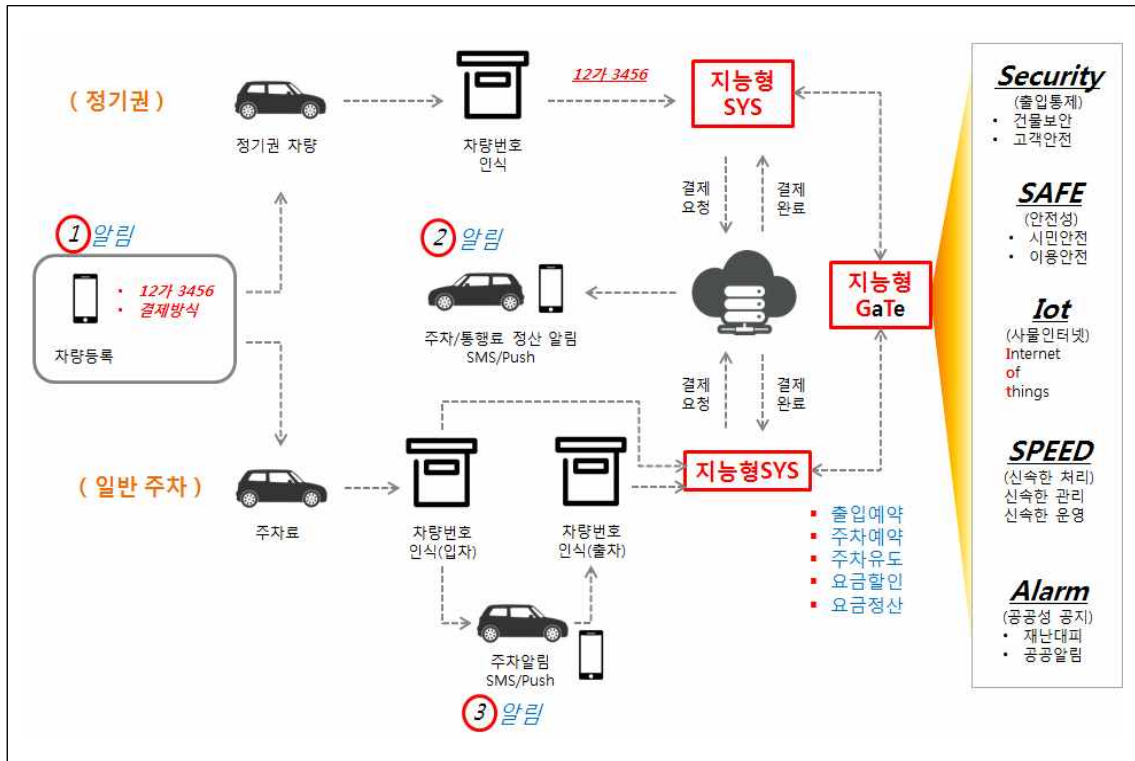 ( 정기권 )
정기권 차량
차량번호
인식
12가 3456
지능형
SYS
결제
요청
결제
완료
1 알림
12가 3456
결제방식
차량등록
2 알림
주차/통행료 정산 알림
SMS/Push
지능형
GaTe
결제
요청
결제
완료
( 일반 주차 )
주차료
차량번호
인식(입차)
차량번호
인식(출차)
지능형SYS
출입예약
주차예약
주차유도
요금할인
요금정산
주차알림
SMS/Push
3 알림
Security
(출입통제)
건물보안
고객안전
SAFE
(안전성)
시민안전
이용안전
Iot
(사물인터넷)
Internet
of
things
SPEED
(신속한 처리)
신속한 관리
신속한 운영
Alarm
(공공성 공지)
재난대피
공공알림